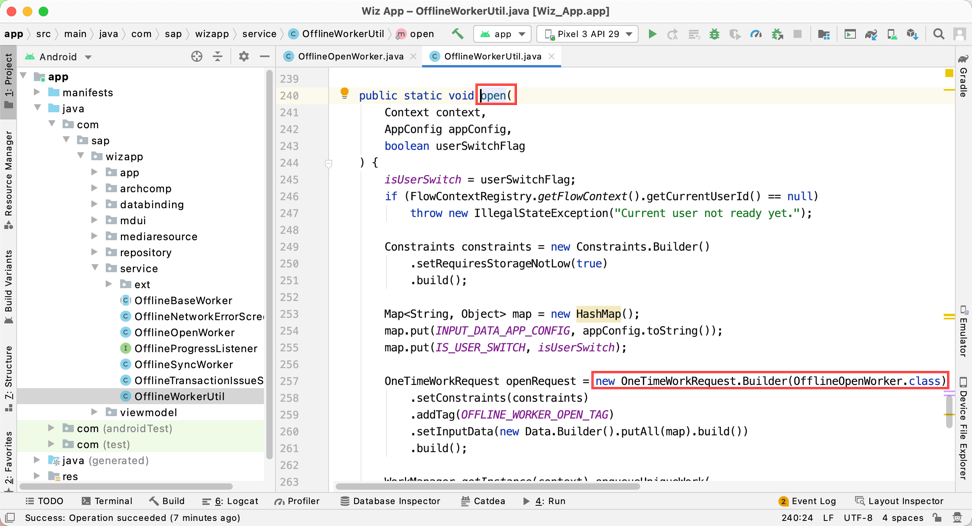 Wiz App – OfflineWorkerUtil.java [Wiz_App.app]
app › src › main › java › com › sap › wizapp › service › OfflineWorkerUtil › open
app
Pixel 3 API 29
1: Project
Resource Manager
Build Variants
Z: Structure
2: Favorites
Android
app
manifests
java
com
sap
wizapp
app
archcomp
databinding
mdui
mediaresource
repository
service
ext
OfflineBaseWorker
OfflineNetworkErrorScre
OfflineOpenWorker
OfflineProgressListener
OfflineSyncWorker
OfflineTransactionIssueS
OfflineWorkerUtil
viewmodel
com (androidTest)
com (test)
java (generated)
res
OfflineOpenWorker.java
OfflineWorkerUtil.java
239
240 public static void open(
241 Context context,
242 AppConfig appConfig,
243 boolean userSwitchFlag
244 ) {
245 isUserSwitch = userSwitchFlag;
246 if (FlowContextRegistry.getFlowContext().getCurrentUserId() == null)
247 throw new IllegalStateException("Current user not ready yet.");
248
249 Constraints constraints = new Constraints.Builder()
250 .setRequiresStorageNotLow(true)
251 .build();
252
253 Map<String, Object> map = new HashMap();
254 map.put(INPUT_DATA_APP_CONFIG, appConfig.toString());
255 map.put(IS_USER_SWITCH, isUserSwitch);
256
257 OneTimeWorkRequest openRequest = new OneTimeWorkRequest.Builder(OfflineOpenWorker.class)
258 .setConstraints(constraints)
259 .addTag(OFFLINE_WORKER_OPEN_TAG)
260 .setInputData(new Data.Builder().putAll(map).build())
261 .build();
262
263 WorkManager.getInstance(context).enqueueUniqueWork(
Gradle
Emulator
Device File Explorer
TODO
Terminal
Build
6: Logcat
Profiler
Database Inspector
Catdea
4: Run
2 Event Log
Layout Inspector
Success: Operation succeeded (7 minutes ago)
240:24 LF UTF-8 4 spaces